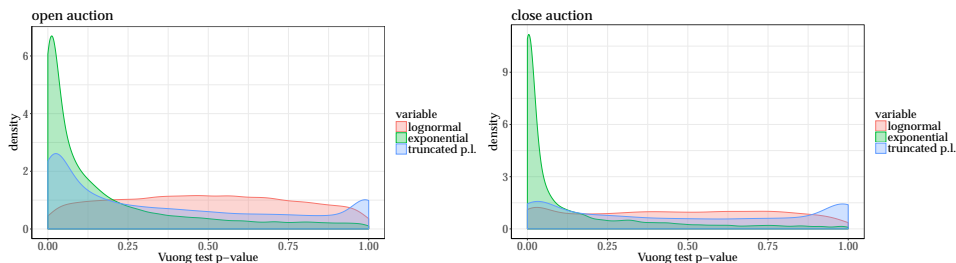 open auction
density
6
4
2
0
0.00 0.25 0.50 0.75 1.00
Vuong test p−value
variable
lognormal
exponential
truncated p.l.
close auction
density
9
6
3
0
0.00 0.25 0.50 0.75 1.00
Vuong test p−value
variable
lognormal
exponential
truncated p.l.